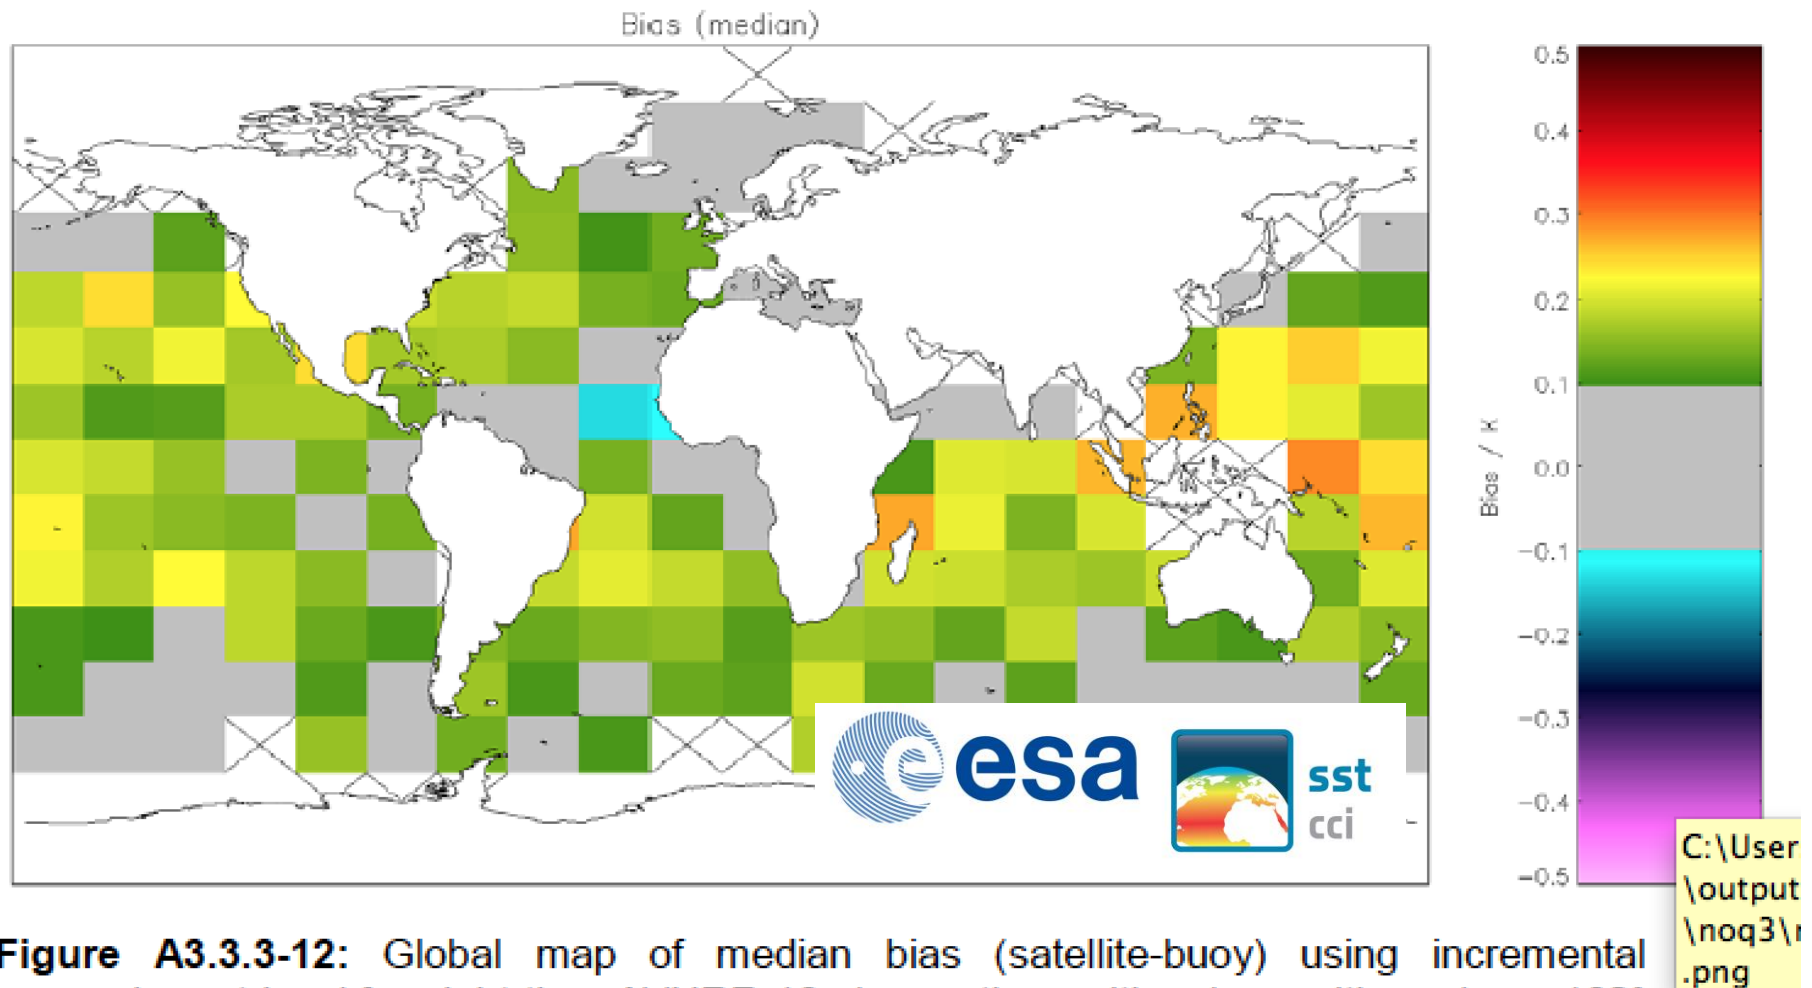 Bias (median)
0.5
0.4
0.3
0.2
0.1
0.0
-0.1
-0.2
-0.3
-0.4
-0.5
Bias / K
esa
sst
cci
C:\User
\output
\noq3\
.png
Figure A3.3.3-12: Global map of median bias (satellite-buoy) using incremental